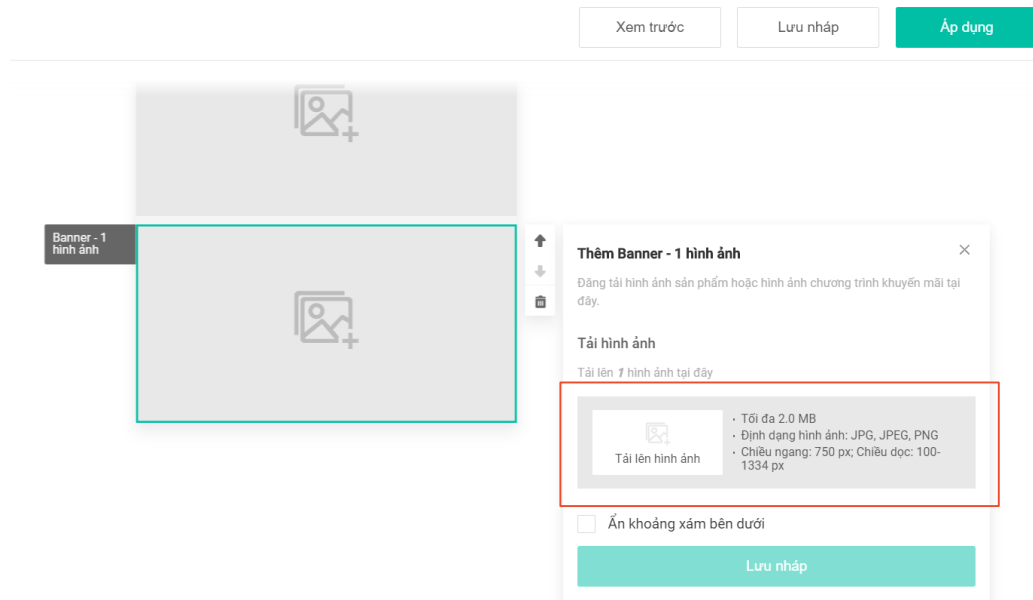 Xem trước
Lưu nháp
Áp dụng
Banner - 1
hình ảnh
Thêm Banner - 1 hình ảnh
Đăng tải hình ảnh sản phẩm hoặc hình ảnh chương trình khuyến mãi tại
đây.
Tải hình ảnh
Tải lên 1 hình ảnh tại đây
Tải lên hình ảnh
· Tối đa 2.0 MB
· Định dạng hình ảnh: JPG, JPEG, PNG
· Chiều ngang: 750 px; Chiều dọc: 100-
1334 px
Ẩn khoảng xám bên dưới
Lưu nháp